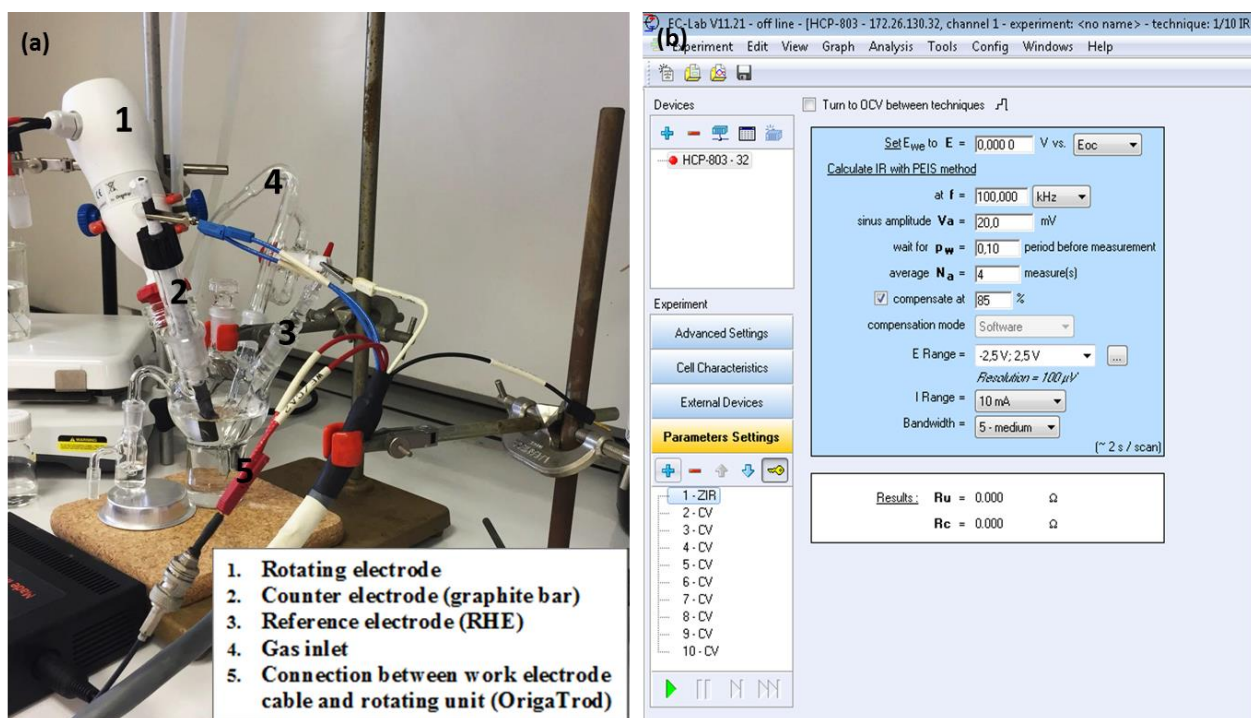 (a)
1
4
2
3
5
WARNING
1. Rotating electrode
2. Counter electrode (graphite bar)
3. Reference electrode (RHE)
4. Gas inlet
5. Connection between work electrode
cable and rotating unit (OrigaTrod)
EC-Lab V11.21 - off line - [HCP-803 - 172.26.130.32, channel 1 - experiment: <no name> - technique: 1/10 IR
(b)
Experiment Edit View Graph Analysis Tools Config Windows Help
Devices
HCP-803 - 32
Experiment
Advanced Settings
Cell Characteristics
External Devices
Parameters Settings
1 - ZIR
2 - CV
3 - CV
4 - CV
5 - CV
6 - CV
7 - CV
8 - CV
9 - CV
10 - CV
Turn to OCV between techniques
Set Ewe to E = 0,000 0 V vs. Eoc
Calculate IR with PEIS method
at f = 100,000 kHz
sinus amplitude Va = 20,0 mV
wait for pw = 0,10 period before measurement
average Na = 4 measure(s)
compensate at 85 %
compensation mode Software
E Range = -2,5 V; 2,5 V ...
Resolution = 100 µV
I Range = 10 mA
Bandwidth = 5 - medium
(~ 2 s / scan)
Results : Ru = 0.000 Ω
Rc = 0.000 Ω